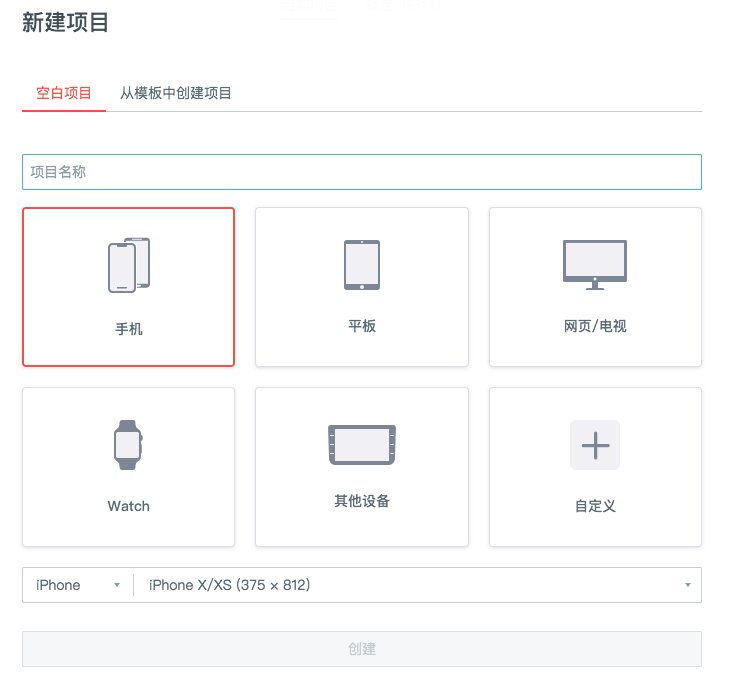 新建项目
空白项目 从模板中创建项目
项目名称
手机 平板 网页/电视
Watch 其他设备 自定义
iPhone iPhone X/XS (375 × 812)
创建